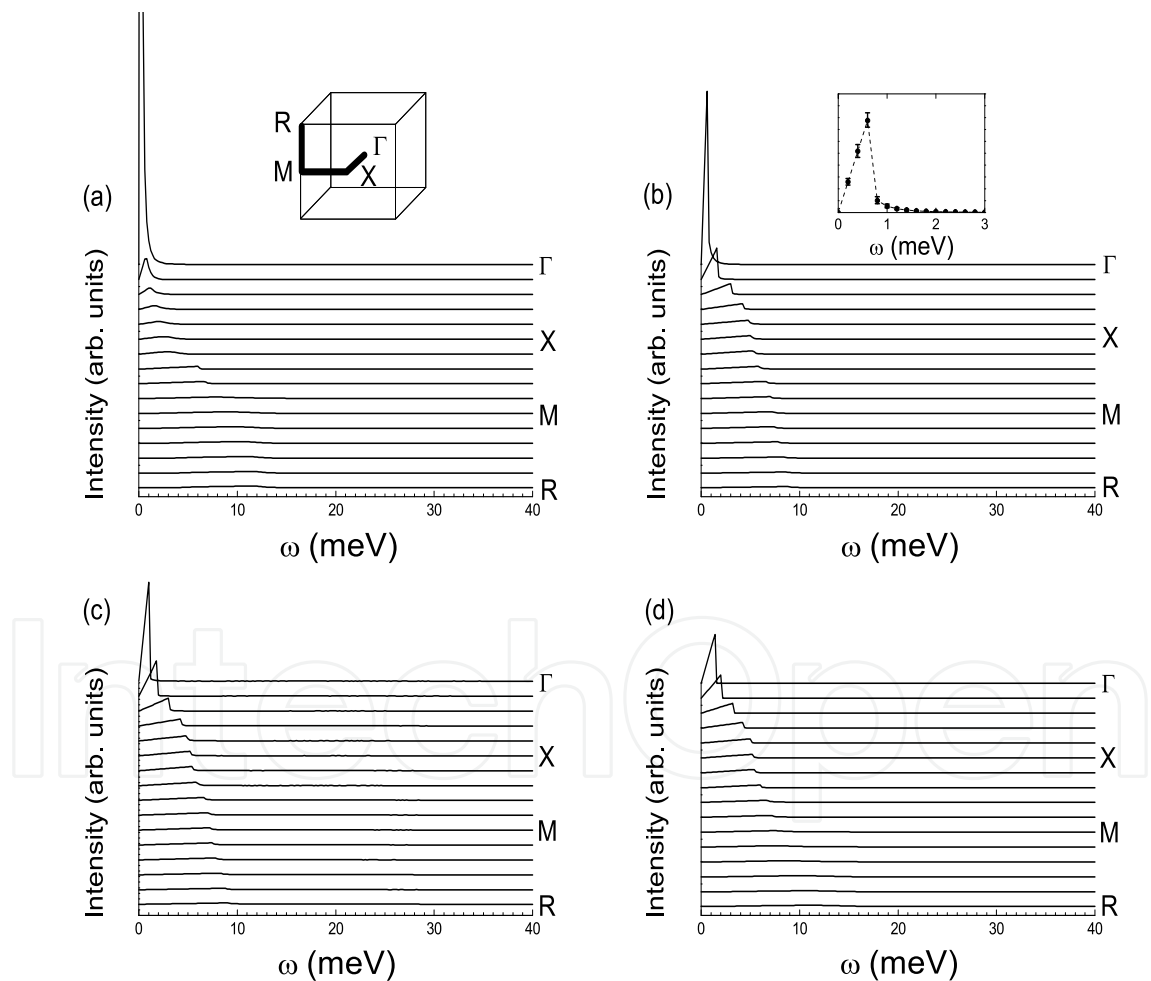 (a)
Intensity (arb. units)
R
Γ
M
X
Γ
X
M
R
0 10 20 30 40
ω (meV)
(b)
Intensity (arb. units)
0 1 2 3
ω (meV)
Γ
X
M
R
0 10 20 30 40
ω (meV)
(c)
Intensity (arb. units)
Γ
X
M
R
0 10 20 30 40
ω (meV)
(d)
Intensity (arb. units)
Γ
X
M
R
0 10 20 30 40
ω (meV)
IntechOpen